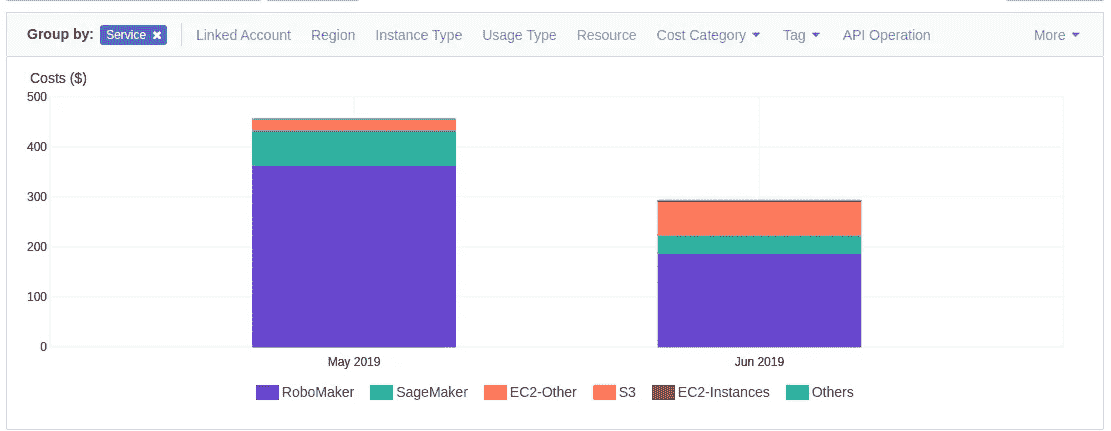 Group by: Service × Linked Account Region Instance Type Usage Type Resource Cost Category Tag API Operation More
Costs ($)
500
400
300
200
100
0
May 2019 Jun 2019
RoboMaker SageMaker EC2-Other S3 EC2-Instances Others